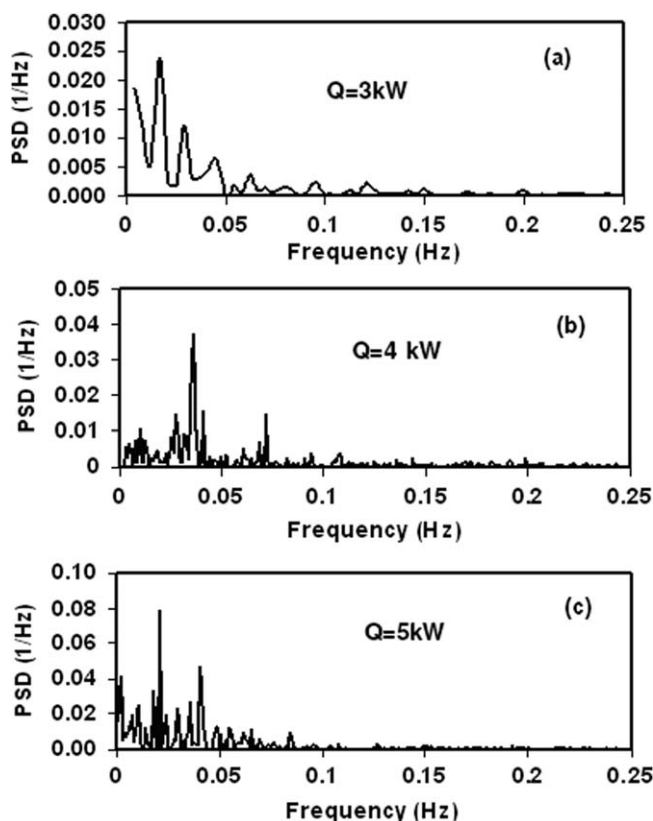 0.030
(a)
0.025
Q=3kW
0.020
0.015
0.010
0.005
0.000
PSD (1/Hz)
0 0.05 0.1 0.15 0.2 0.25
Frequency (Hz)
0.05
(b)
0.04
Q=4 kW
0.03
0.02
0.01
0
PSD (1/Hz)
0 0.05 0.1 0.15 0.2 0.25
Frequency (Hz)
0.10
(c)
0.08
Q=5kW
0.06
0.04
0.02
0.00
PSD (1/Hz)
0 0.05 0.1 0.15 0.2 0.25
Frequency (Hz)